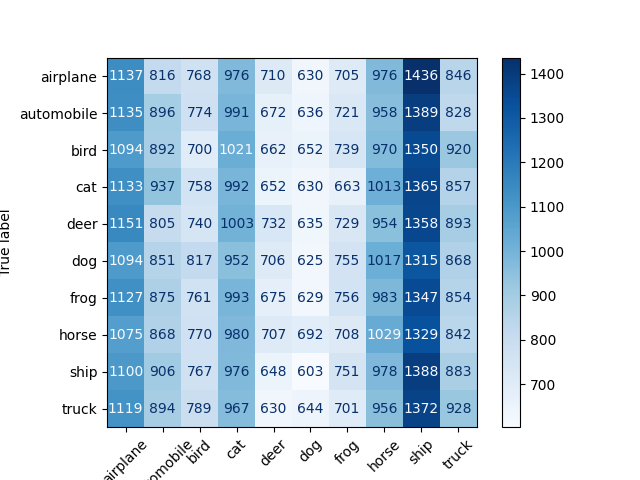 airplane 1137 816 768 976 710 630 705 976 1436 846
automobile 1135 896 774 991 672 636 721 958 1389 828
bird 1094 892 700 1021 662 652 739 970 1350 920
cat 1133 937 758 992 652 630 663 1013 1365 857
deer 1151 805 740 1003 732 635 729 954 1358 893
dog 1094 851 817 952 706 625 755 1017 1315 868
frog 1127 875 761 993 675 629 756 983 1347 854
horse 1075 868 770 980 707 692 708 1029 1329 842
ship 1100 906 767 976 648 603 751 978 1388 883
truck 1119 894 789 967 630 644 701 956 1372 928
airplane omobile bird cat deer dog frog horse ship truck
True label
1400
1300
1200
1100
1000
900
800
700